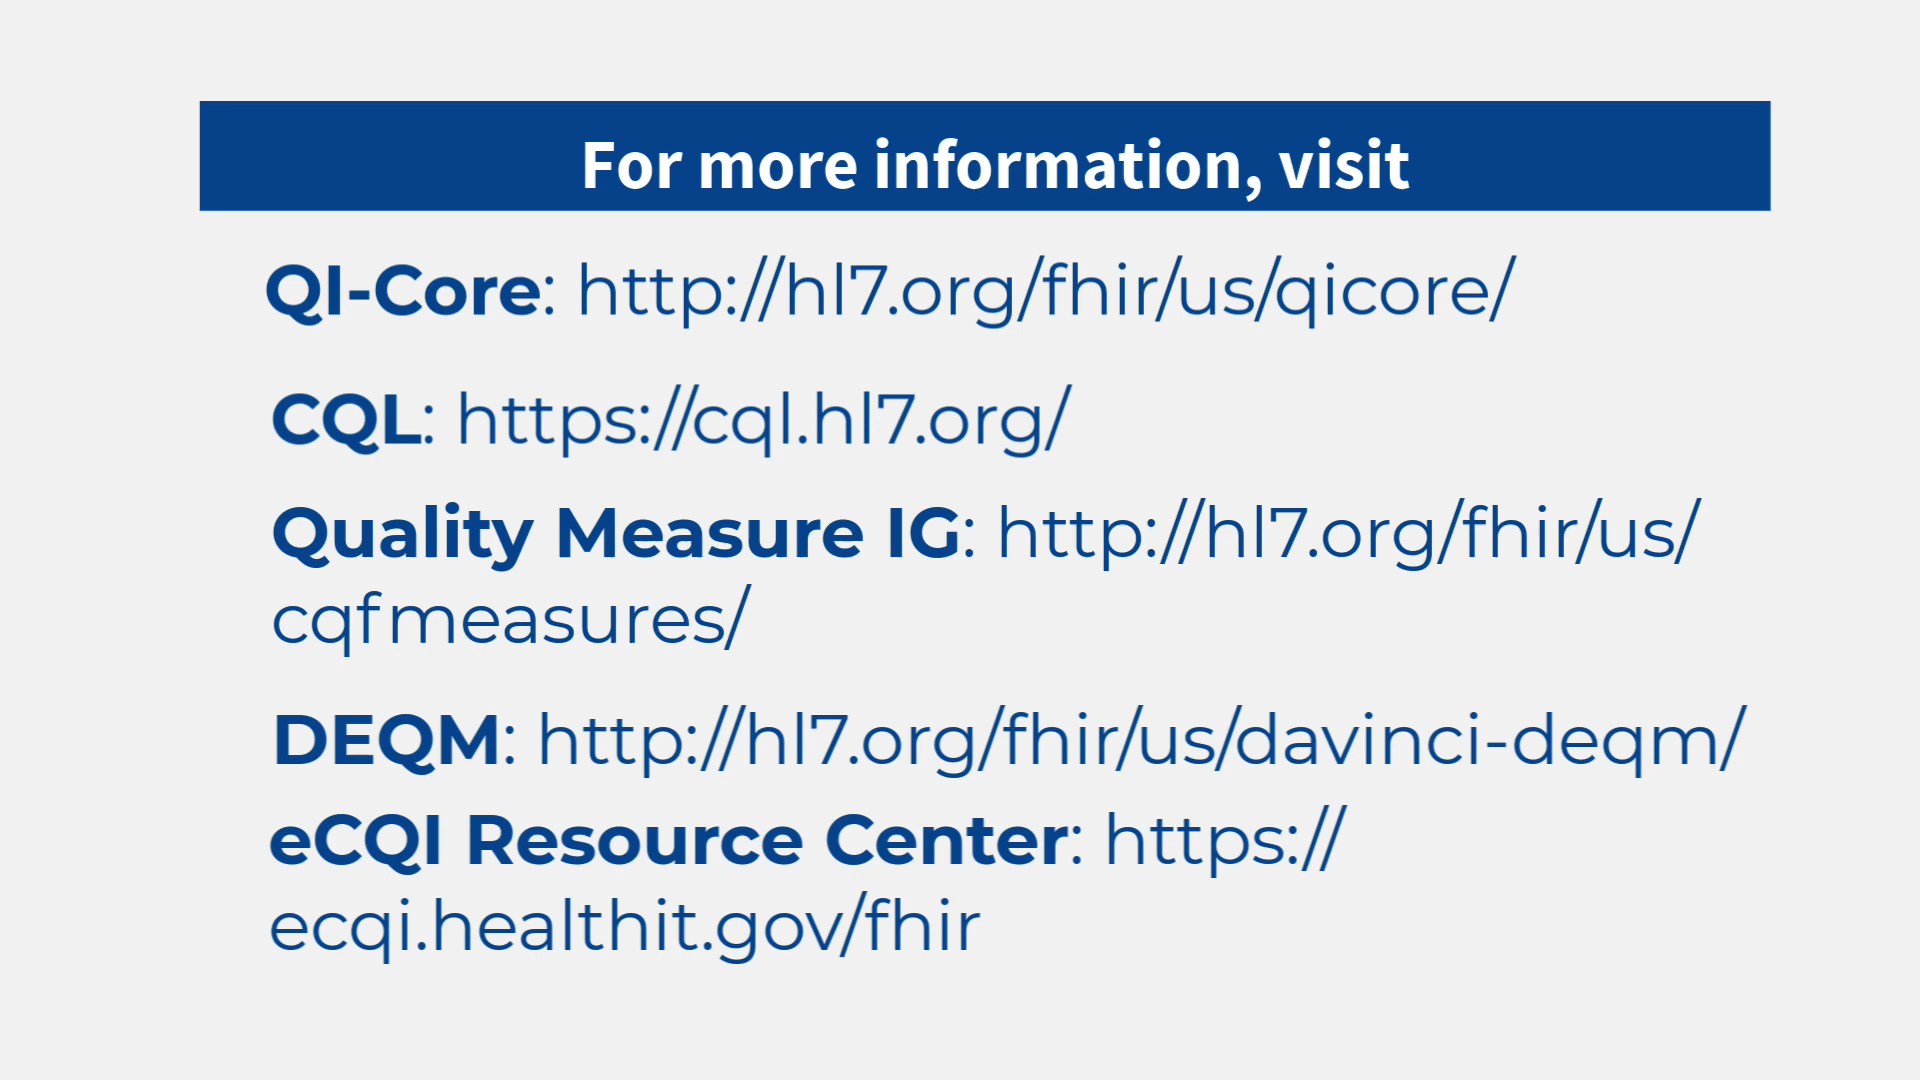 For more information, visit
QI-Core: http://hl7.org/fhir/us/qicore/
CQL: https://cql.hl7.org/
Quality Measure IG: http://hl7.org/fhir/us/
cqfmeasures/
DEQM: http://hl7.org/fhir/us/davinci-deqm/
eCQI Resource Center: https://
ecqi.healthit.gov/fhir